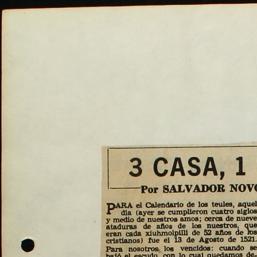 3 CASA, 1
Por SALVADOR NOVO
PARA el Calendario de los teules, aquel
día (ayer se cumplieron cuatro siglos
y medio de nuestros amos; cerca de nueve
ataduras de años de los nuestros, que
eran cada xiuhmolpilli de 52 años de los
cristianos) fue el 13 de Agosto de 1521.
Para nosotros, los vencidos: cuando se
bajó el escudo, con lo cual quedamos de